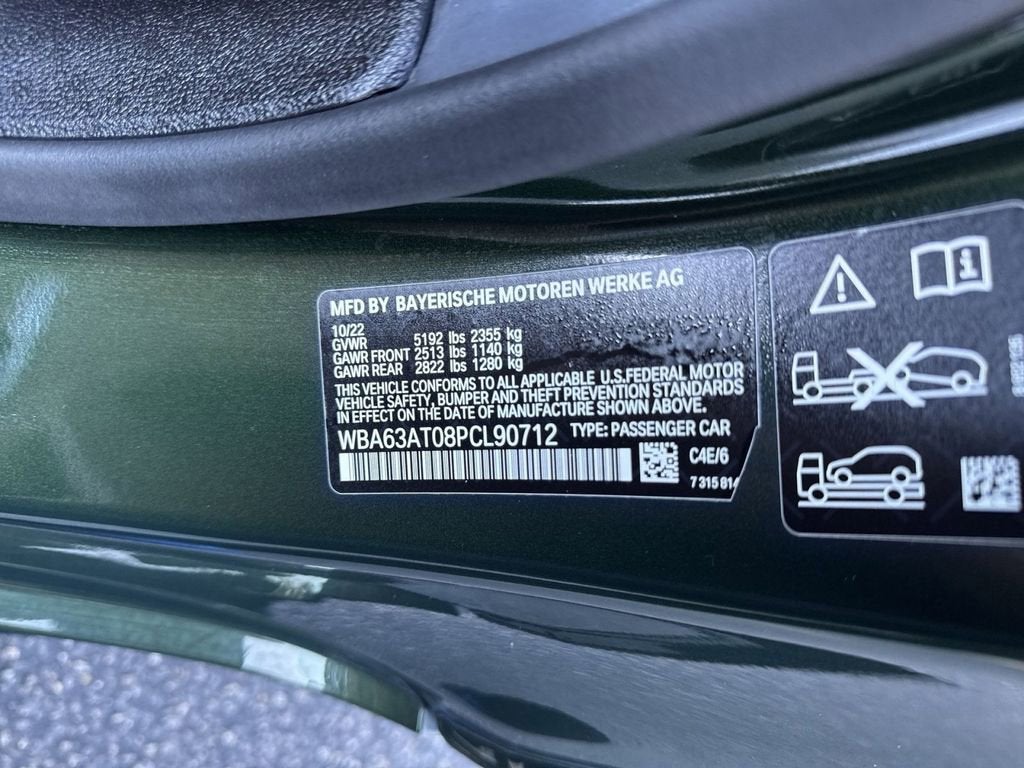 MFD BY BAYERISCHE MOTOREN WERKE AG
10/22
GVWR 5192 lbs 2355 kg
GAWR FRONT 2513 lbs 1140 kg
GAWR REAR 2822 lbs 1280 kg
THIS VEHICLE CONFORMS TO ALL APPLICABLE U.S.FEDERAL MOTOR
VEHICLE SAFETY, BUMPER AND THEFT PREVENTION STANDARDS
IN EFFECT ON THE DATE OF MANUFACTURE SHOWN ABOVE.
WBA63AT08PCL90712 TYPE: PASSENGER CAR
C4E/6
7 315 814
i